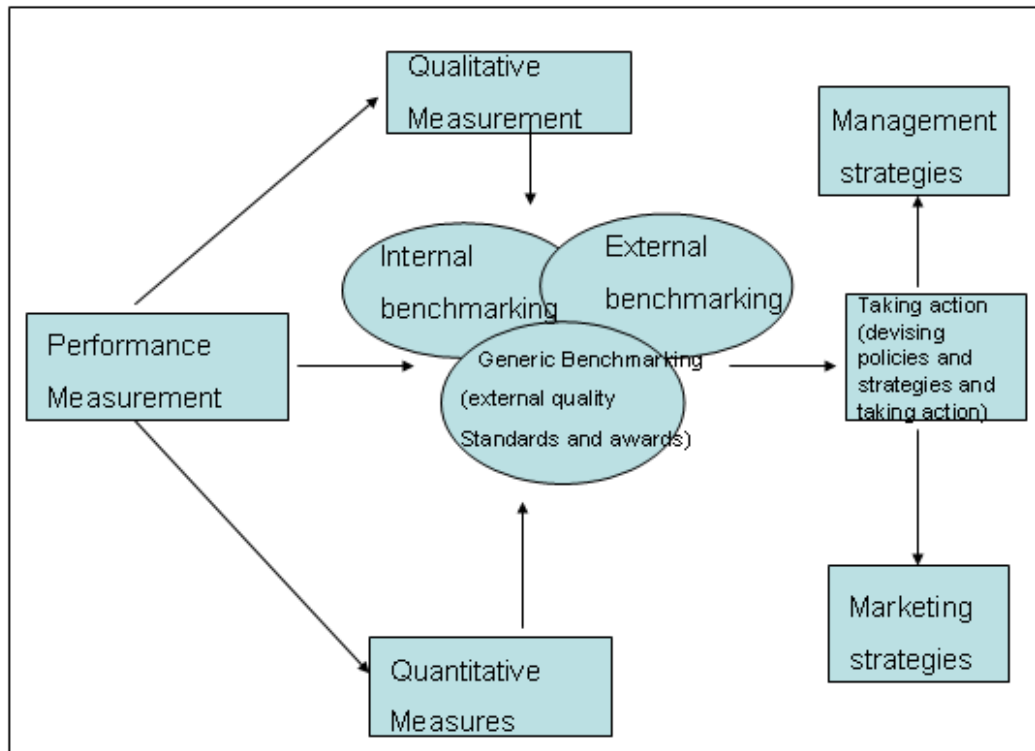 Qualitative
Measurement
Management
strategies
Internal
benchmarking
External
benchmarking
Performance
Measurement
Generic Benchmarking
(external quality
Standards and awards)
Taking action
(devising
policies and
strategies and
taking action)
Quantitative
Measures
Marketing
strategies